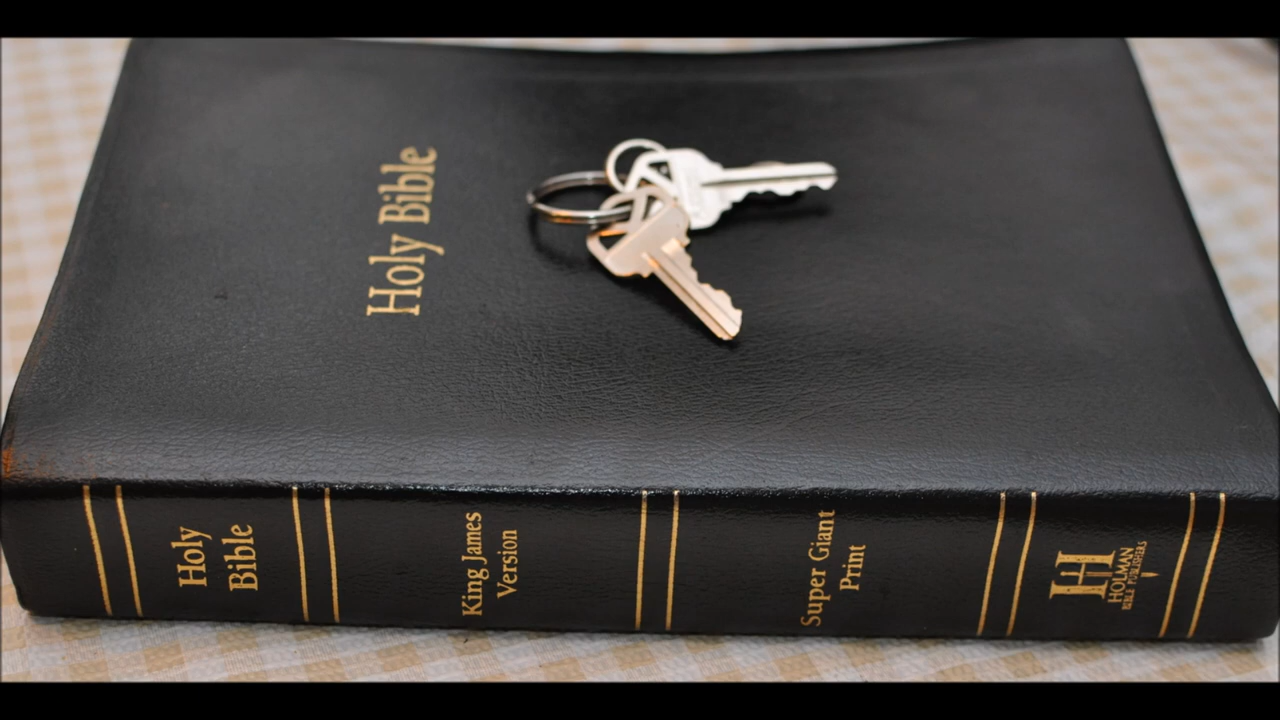 Holy Bible
Holy
Bible
King James
Version
Super Giant
Print
HOLMAN
BIBLE PUBLISHERS